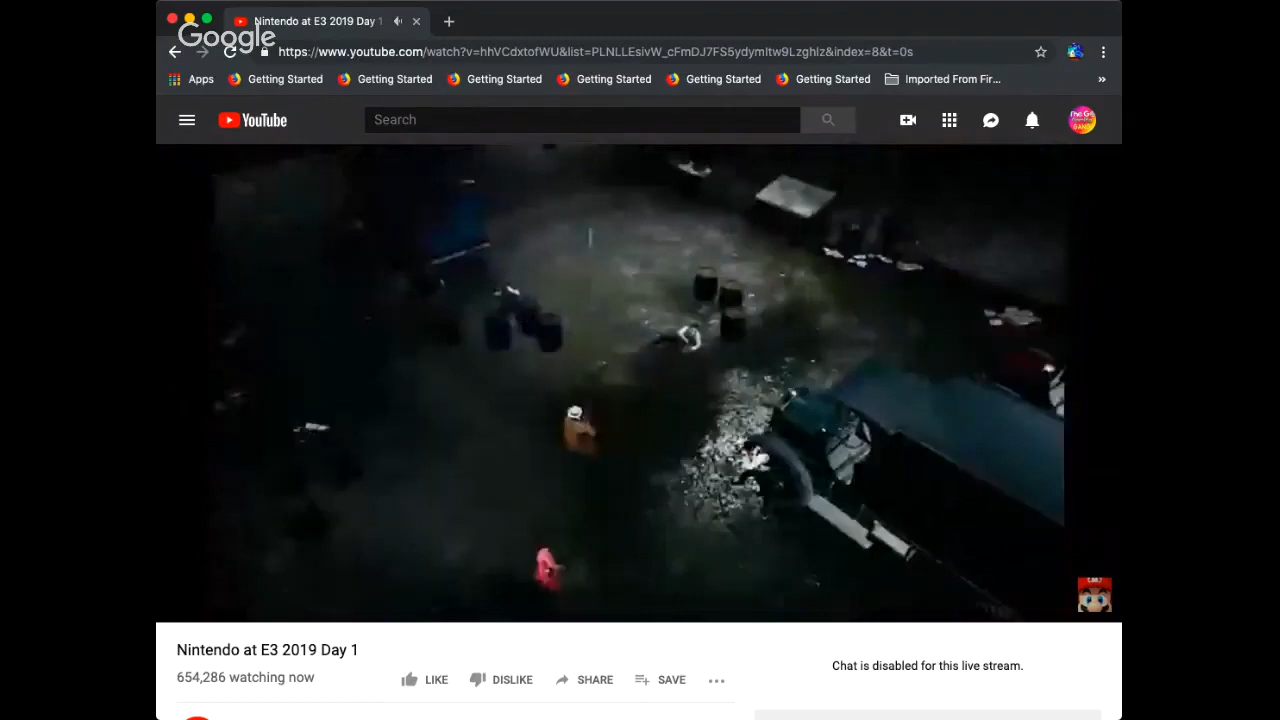 Nintendo at E3 2019 Day 1
Google
https://www.youtube.com/watch?v=hhVCdxtofWU&list=PLNLLEsivW_cFmDJ7FS5ydymItw9Lzghlz&index=8&t=0s
Apps Getting Started Getting Started Getting Started Getting Started Getting Started Getting Started Imported From Fir...
YouTube Search
Nintendo at E3 2019 Day 1
654,286 watching now LIKE DISLIKE SHARE SAVE
Chat is disabled for this live stream.